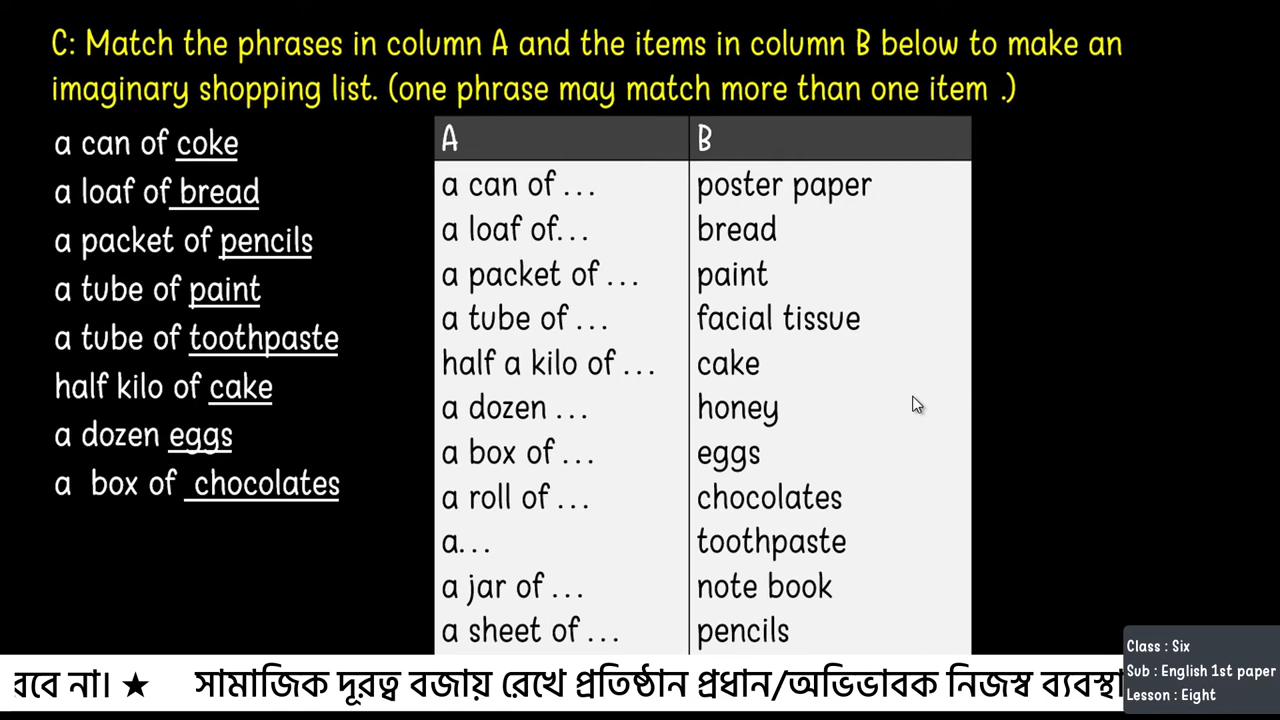 C: Match the phrases in column A and the items in column B below to make an
imaginary shopping list. (one phrase may match more than one item .)
a can of coke
a loaf of bread
a packet of pencils
a tube of paint
a tube of toothpaste
half kilo of cake
a dozen eggs
a box of chocolates
A B
a can of ... poster paper
a loaf of... bread
a packet of ... paint
a tube of ... facial tissue
half a kilo of ... cake
a dozen ... honey
a box of ... eggs
a roll of ... chocolates
a... toothpaste
a jar of ... note book
a sheet of ... pencils
না। ★ সামাজিক দূরত্ব বজায় রেখে প্রতিষ্ঠান প্রধান/অভিভাবক নিজস্ব
Class : Six
Sub : English 1st paper
Lesson : Eight